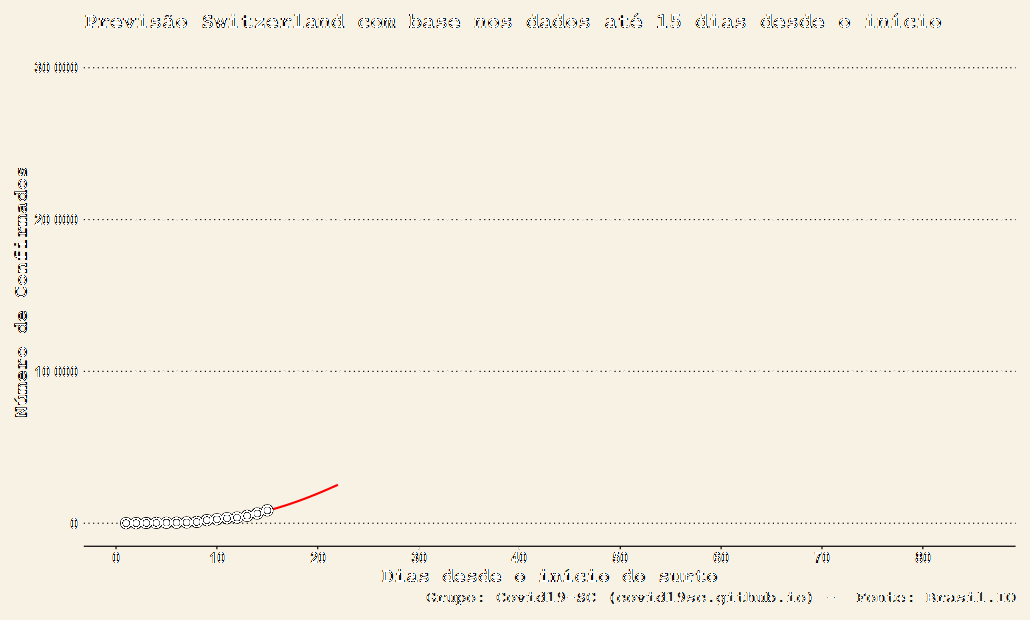 Previsão Switzerland com base nos dados até 15 dias desde o início
Número de Confirmados
30 000
20 000
10 000
0
0 10 20 30 40 50 60 70 80
Dias desde o início do surto
Grupo: Covid19-SC (covid19sc.github.io) - Fonte: Brasil.IO